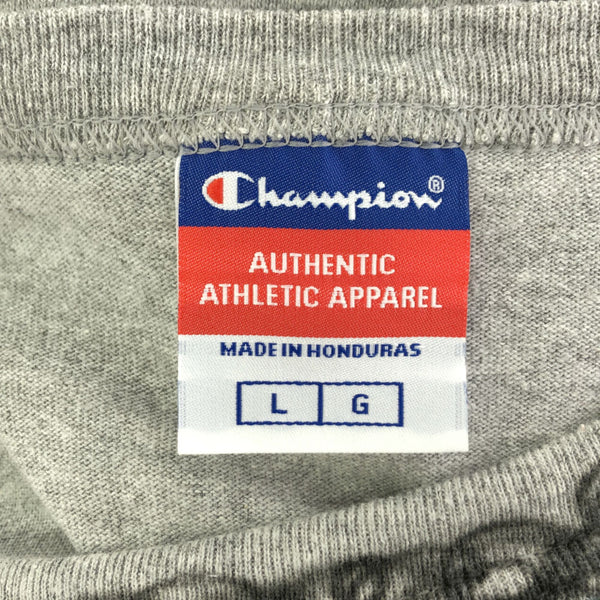 Champion®
AUTHENTIC
ATHLETIC APPAREL
MADE IN HONDURAS
L G